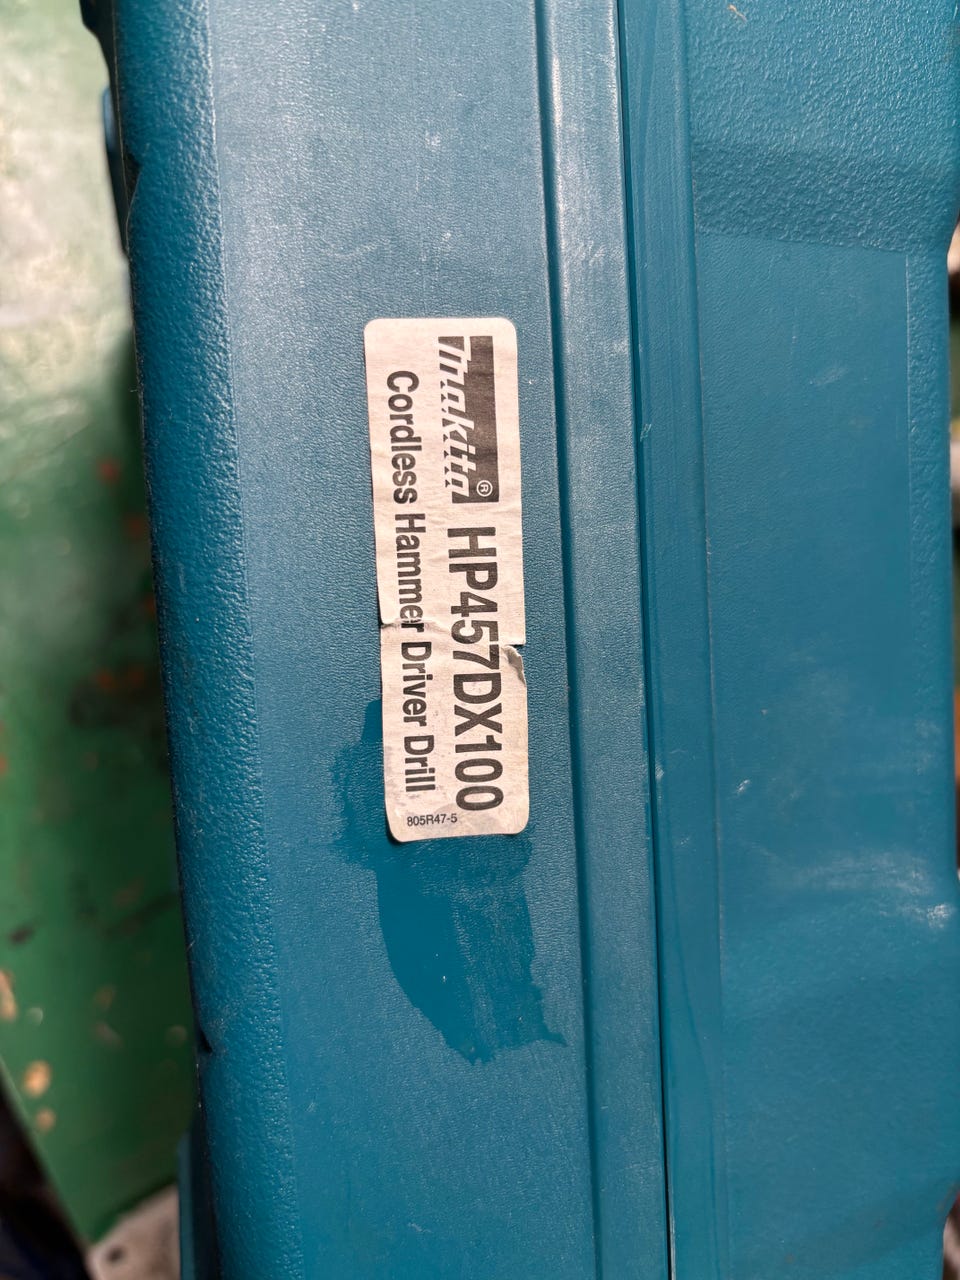 makita® HP457DX100
Cordless Hammer Driver Drill
805R47-5